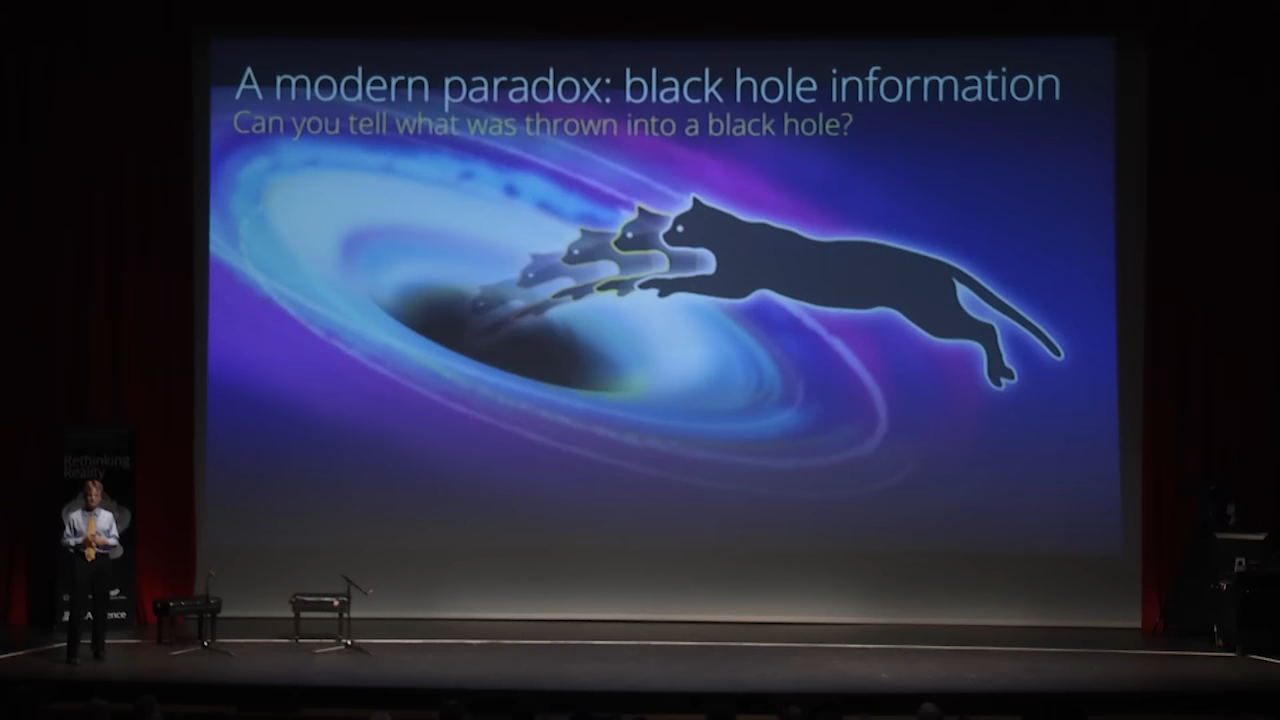 A modern paradox: black hole information
Can you tell what was thrown into a black hole?
Rethinking
Reality